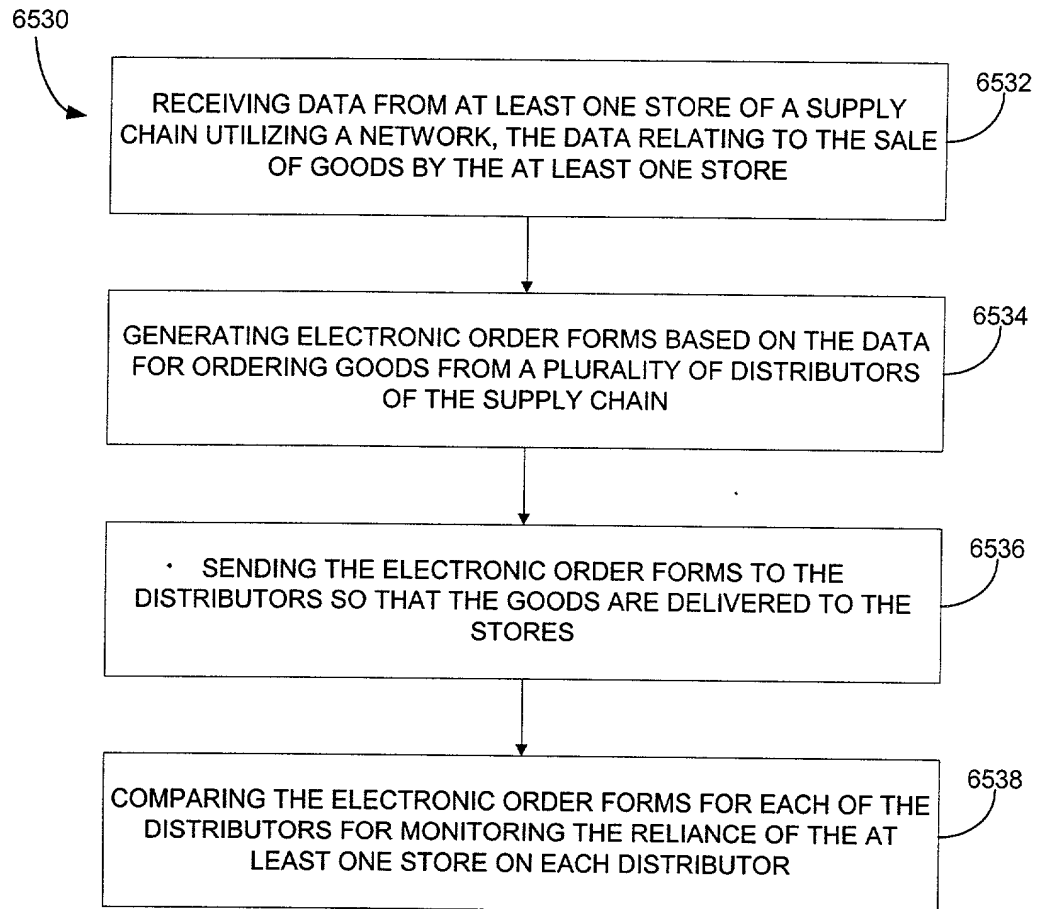 6530
6532
RECEIVING DATA FROM AT LEAST ONE STORE OF A SUPPLY
CHAIN UTILIZING A NETWORK, THE DATA RELATING TO THE SALE
OF GOODS BY THE AT LEAST ONE STORE
6534
GENERATING ELECTRONIC ORDER FORMS BASED ON THE DATA
FOR ORDERING GOODS FROM A PLURALITY OF DISTRIBUTORS
OF THE SUPPLY CHAIN
6536
SENDING THE ELECTRONIC ORDER FORMS TO THE
DISTRIBUTORS SO THAT THE GOODS ARE DELIVERED TO THE
STORES
6538
COMPARING THE ELECTRONIC ORDER FORMS FOR EACH OF THE
DISTRIBUTORS FOR MONITORING THE RELIANCE OF THE AT
LEAST ONE STORE ON EACH DISTRIBUTOR